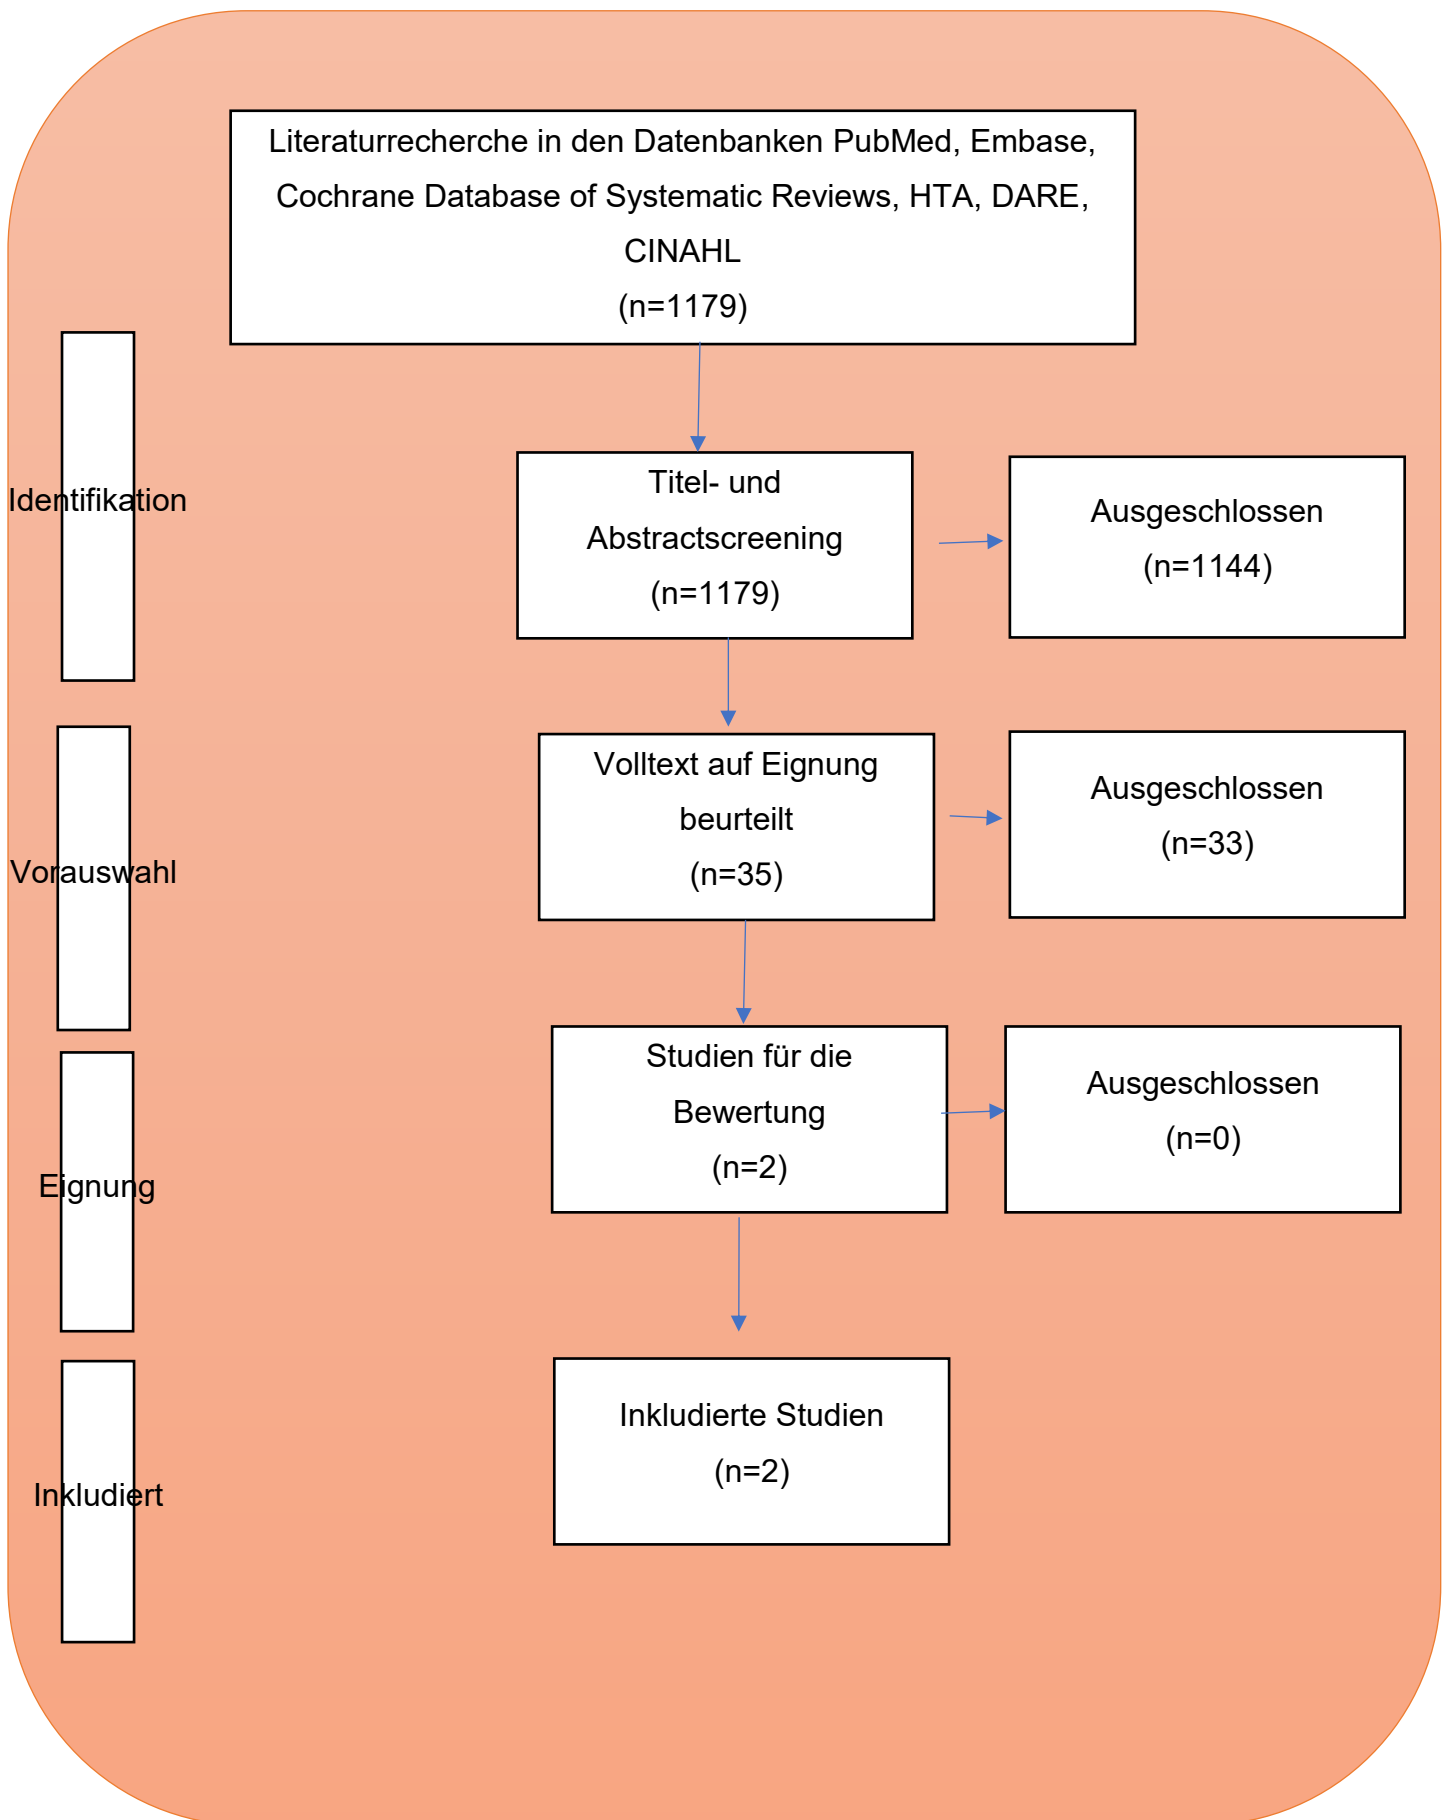 Literaturrecherche in den Datenbanken PubMed, Embase,
Cochrane Database of Systematic Reviews, HTA, DARE,
CINAHL
(n=1179)
Identifikation
Titel- und
Abstractscreening
(n=1179)
Ausgeschlossen
(n=1144)
Vorauswahl
Volltext auf Eignung
beurteilt
(n=35)
Ausgeschlossen
(n=33)
Eignung
Studien für die
Bewertung
(n=2)
Ausgeschlossen
(n=0)
Inkludiert
Inkludierte Studien
(n=2)